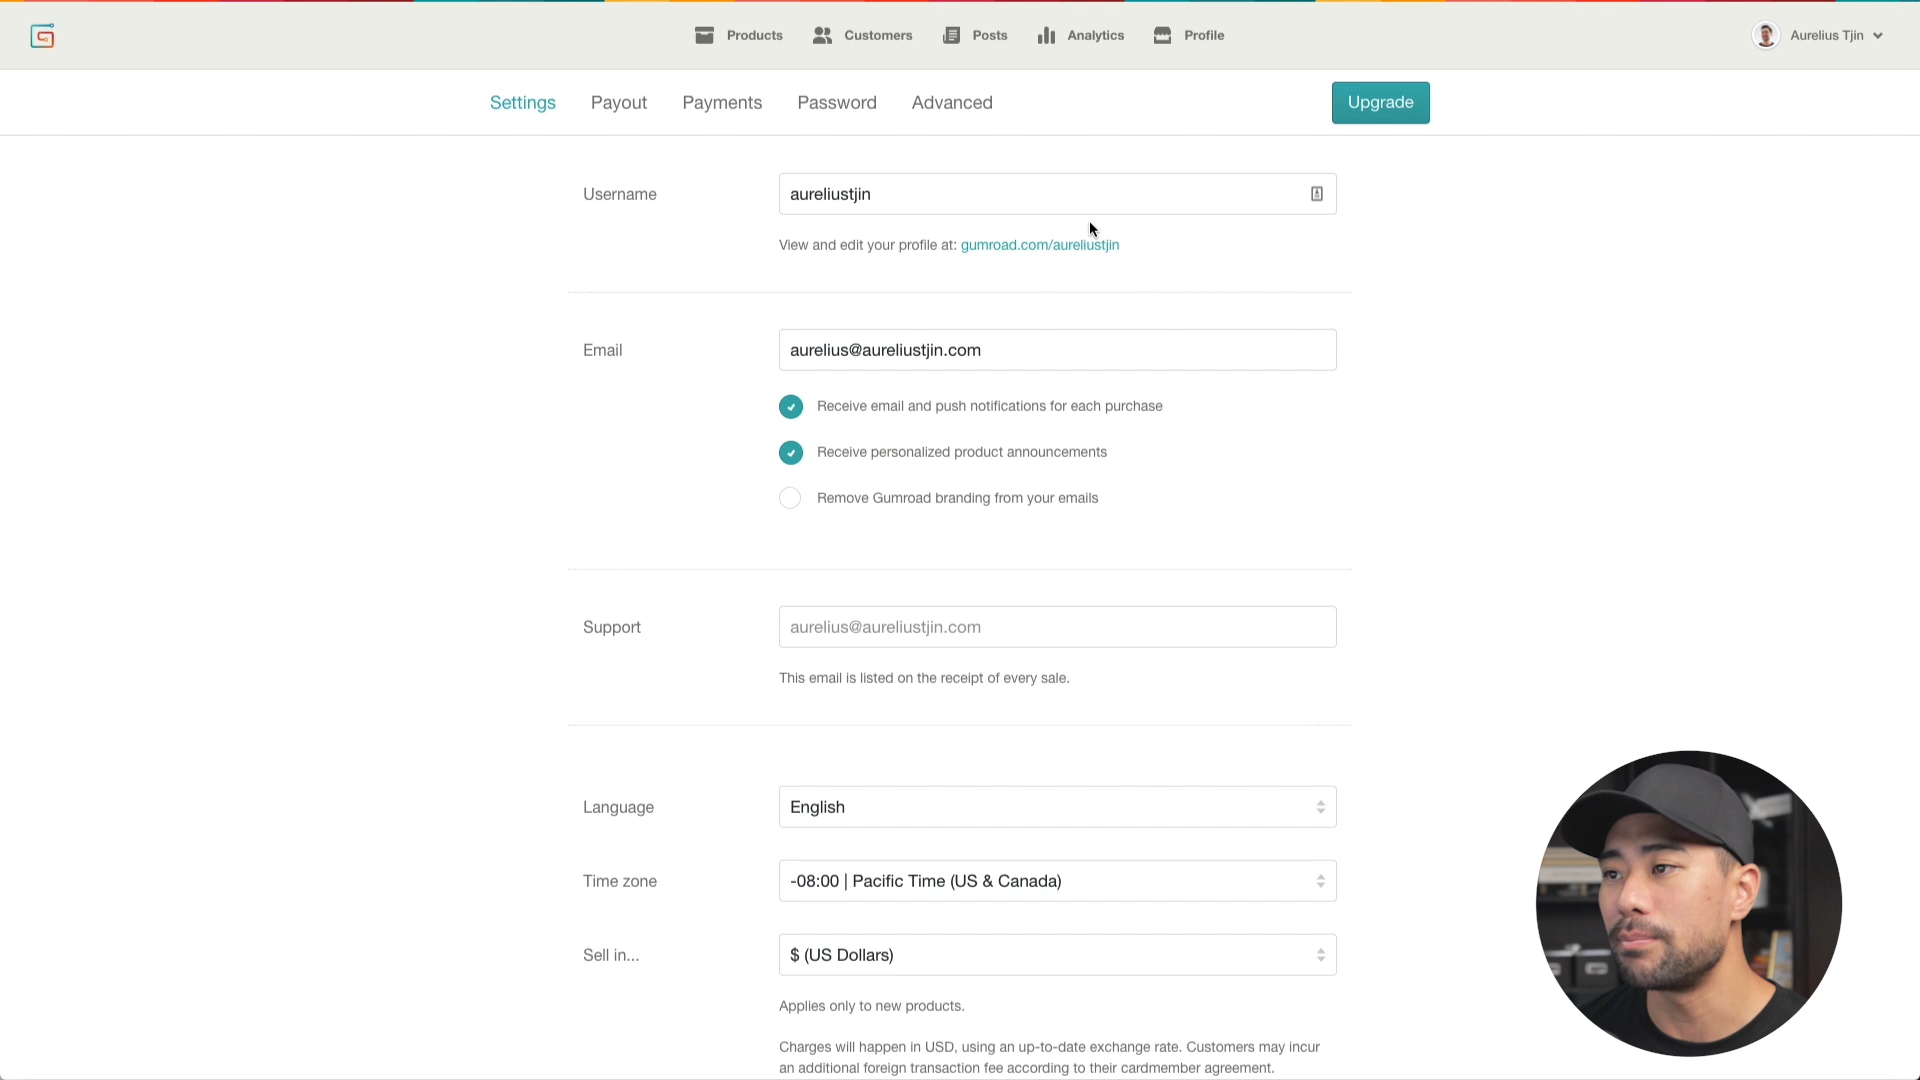 Products Customers Posts Analytics Profile Aurelius Tjin
Settings Payout Payments Password Advanced Upgrade
Username aureliustjin
View and edit your profile at: gumroad.com/aureliustjin
Email aurelius@aureliustjin.com
Receive email and push notifications for each purchase
Receive personalized product announcements
Remove Gumroad branding from your emails
Support aurelius@aureliustjin.com
This email is listed on the receipt of every sale.
Language English
Time zone -08:00 | Pacific Time (US & Canada)
Sell in... $ (US Dollars)
Applies only to new products.
Charges will happen in USD, using an up-to-date exchange rate. Customers may incur
an additional foreign transaction fee according to their cardmember agreement.